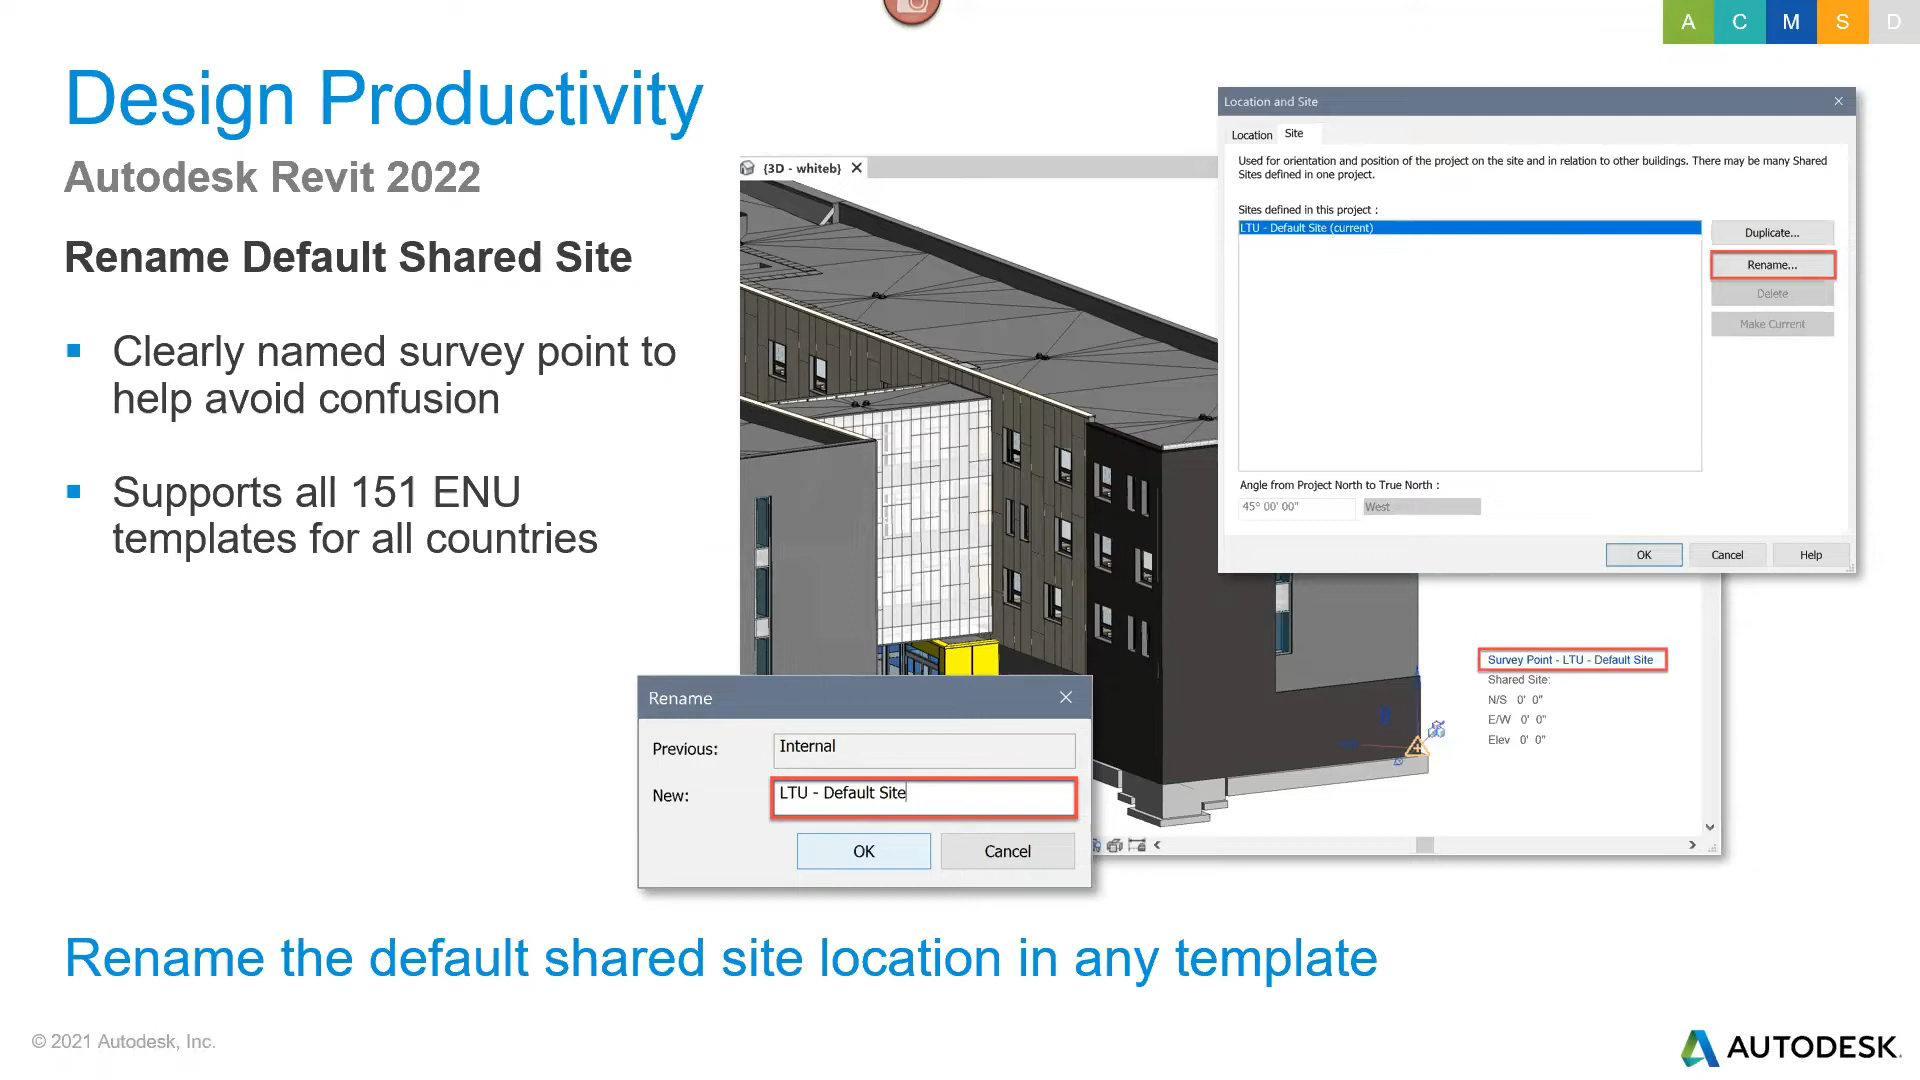 A C M S D
Design Productivity
Autodesk Revit 2022
Rename Default Shared Site
Clearly named survey point to
help avoid confusion
Supports all 151 ENU
templates for all countries
{3D - whiteb}
Location and Site
Location Site
Used for orientation and position of the project on the site and in relation to other buildings. There may be many Shared
Sites defined in one project.
Sites defined in this project :
LTU - Default Site (current)
Duplicate...
Rename...
Delete
Make Current
Angle from Project North to True North :
45° 00' 00" West
OK Cancel Help
Survey Point - LTU - Default Site
Shared Site:
N/S 0' 0"
E/W 0' 0"
Elev 0' 0"
Rename
Previous: Internal
New: LTU - Default Site
OK Cancel
Rename the default shared site location in any template
© 2021 Autodesk, Inc.
AUTODESK.